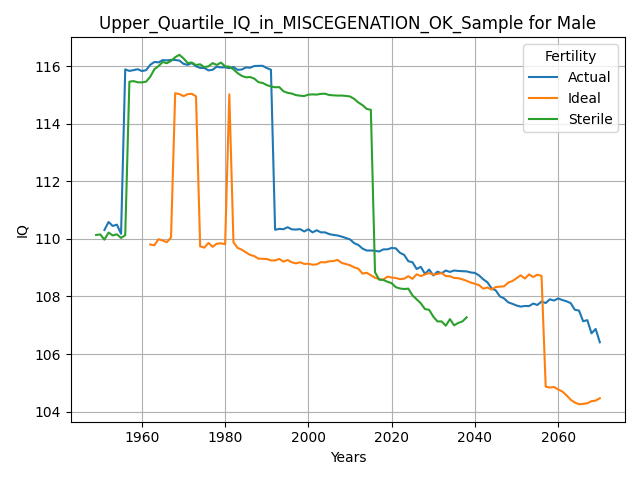 Upper_Quartile_IQ_in_MISCEGENATION_OK_Sample for Male
Fertility
Actual
Ideal
Sterile
116
114
112
110
108
106
104
IQ
1960
1980
2000
2020
2040
2060
Years